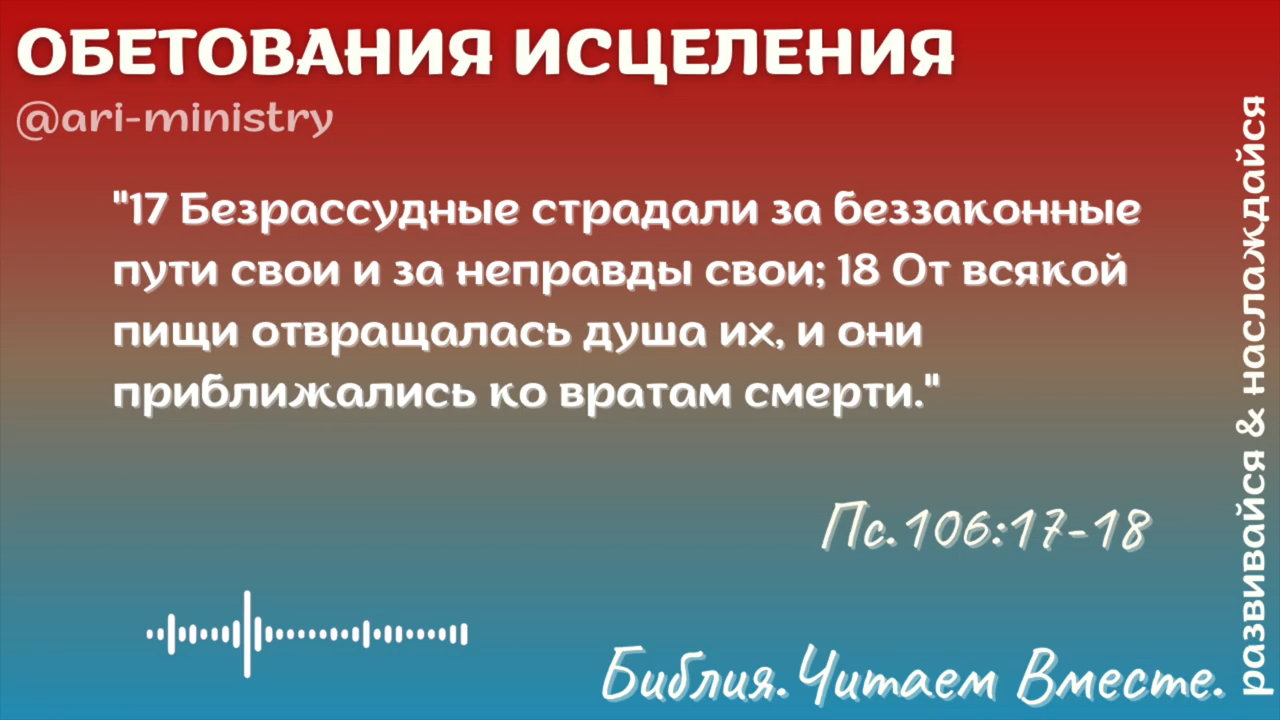 ОБЕТОВАНИЯ ИСЦЕЛЕНИЯ
@ari-ministry
"17 Безрассудные страдали за беззаконные
пути свои и за неправды свои; 18 От всякой
пищи отвращалась душа их, и они
приближались ко вратам смерти."
Пс.106:17-18
Библия.Читаем Вместе.
развивайся & наслаждайся